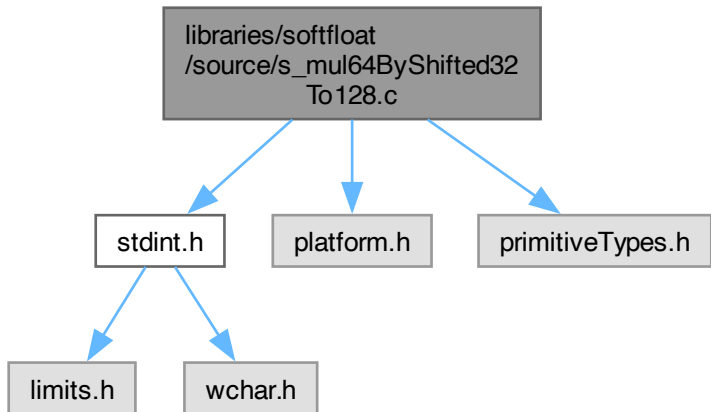 libraries/softfloat
/source/s_mul64ByShifted32
To128.c
stdint.h
platform.h
primitiveTypes.h
limits.h
wchar.h